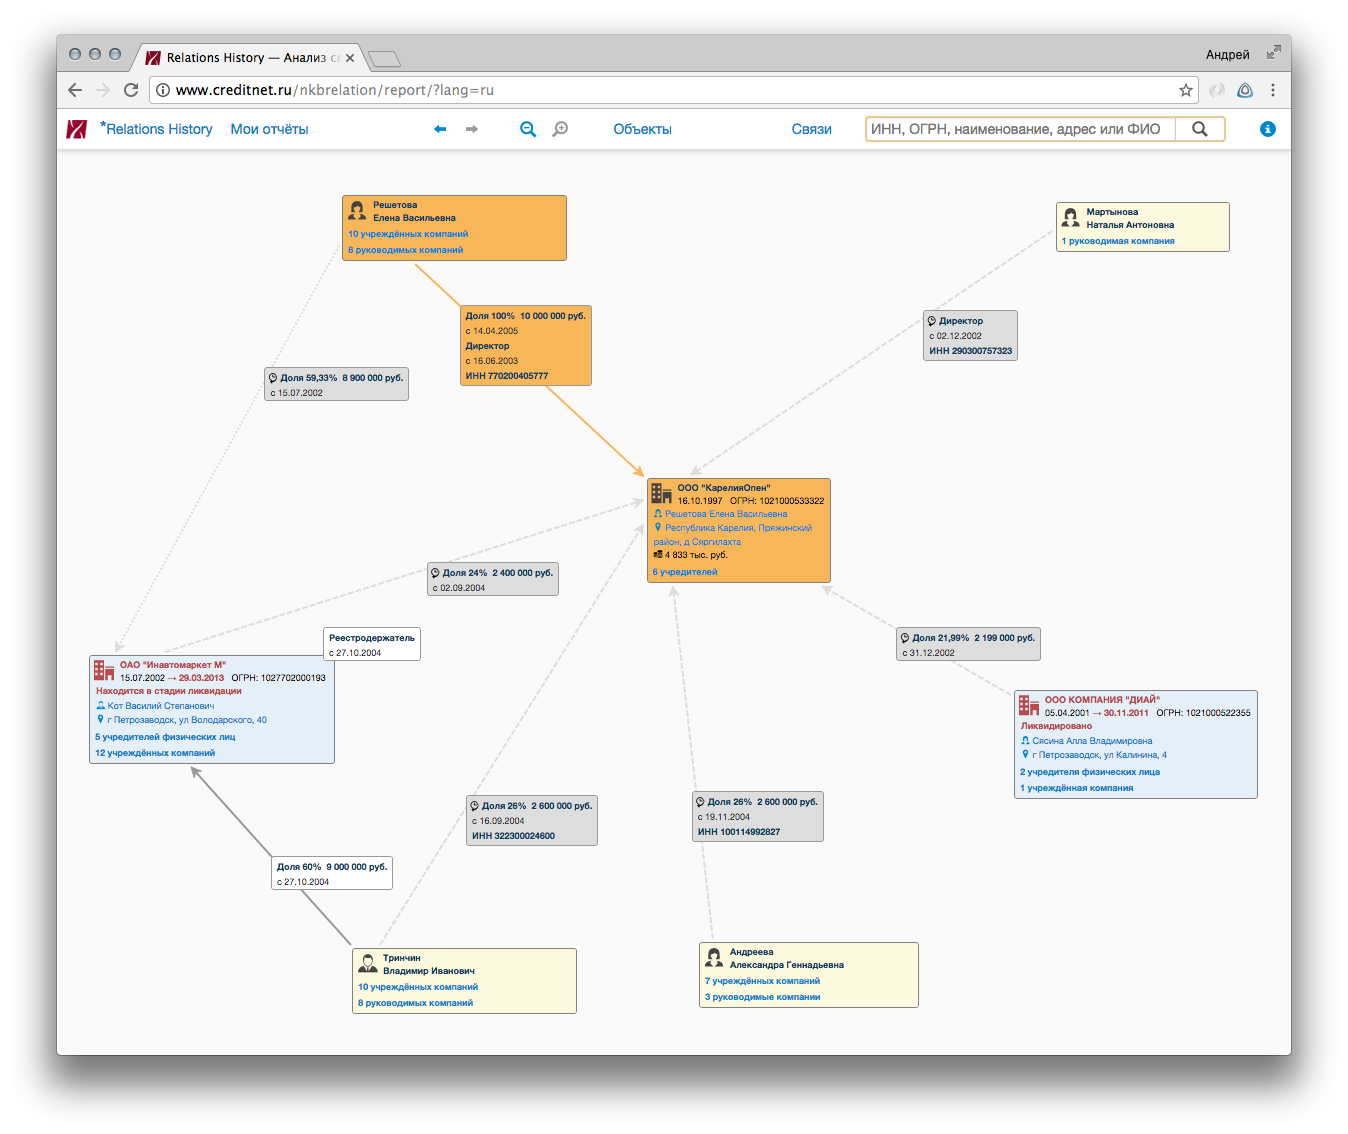 Relations History — Анализ св
Андрей
www.creditnet.ru/nkbrelation/report/?lang=ru
*Relations History
Мои отчёты
Объекты
Связи
ИНН, ОГРН, наименование, адрес или ФИО
Решетова
Елена Васильевна
10 учреждённых компаний
8 руководимых компаний
Мартынова
Наталья Антоновна
1 руководимая компания
Доля 100% 10 000 000 руб.
с 14.04.2005
Директор
с 16.06.2003
ИНН 770200405777
Директор
с 02.12.2002
ИНН 290300757323
Доля 59,33% 8 900 000 руб.
с 15.07.2002
ООО "КарелияОпен"
16.10.1997 ОГРН: 1021000533322
Решетова Елена Васильевна
Республика Карелия, Пряжинский
район, д Сяргилахта
4 833 тыс. руб.
6 учредителей
Доля 24% 2 400 000 руб.
с 02.09.2004
Реестродержатель
с 27.10.2004
Доля 21,99% 2 199 000 руб.
с 31.12.2002
ОАО "Инавтомаркет М"
15.07.2002 → 29.03.2013 ОГРН: 1027702000193
Находится в стадии ликвидации
Кот Василий Степанович
г Петрозаводск, ул Володарского, 40
5 учредителей физических лиц
12 учреждённых компаний
ООО КОМПАНИЯ "ДИАЙ"
05.04.2001 → 30.11.2011 ОГРН: 1021000522355
Ликвидировано
Сясина Алла Владимировна
г Петрозаводск, ул Калинина, 4
2 учредителя физических лица
1 учреждённая компания
Доля 26% 2 600 000 руб.
с 16.09.2004
ИНН 322300024600
Доля 26% 2 600 000 руб.
с 19.11.2004
ИНН 100114992827
Доля 60% 9 000 000 руб.
с 27.10.2004
Тринчин
Владимир Иванович
10 учреждённых компаний
8 руководимых компаний
Андреева
Александра Геннадьевна
7 учреждённых компаний
3 руководимые компании